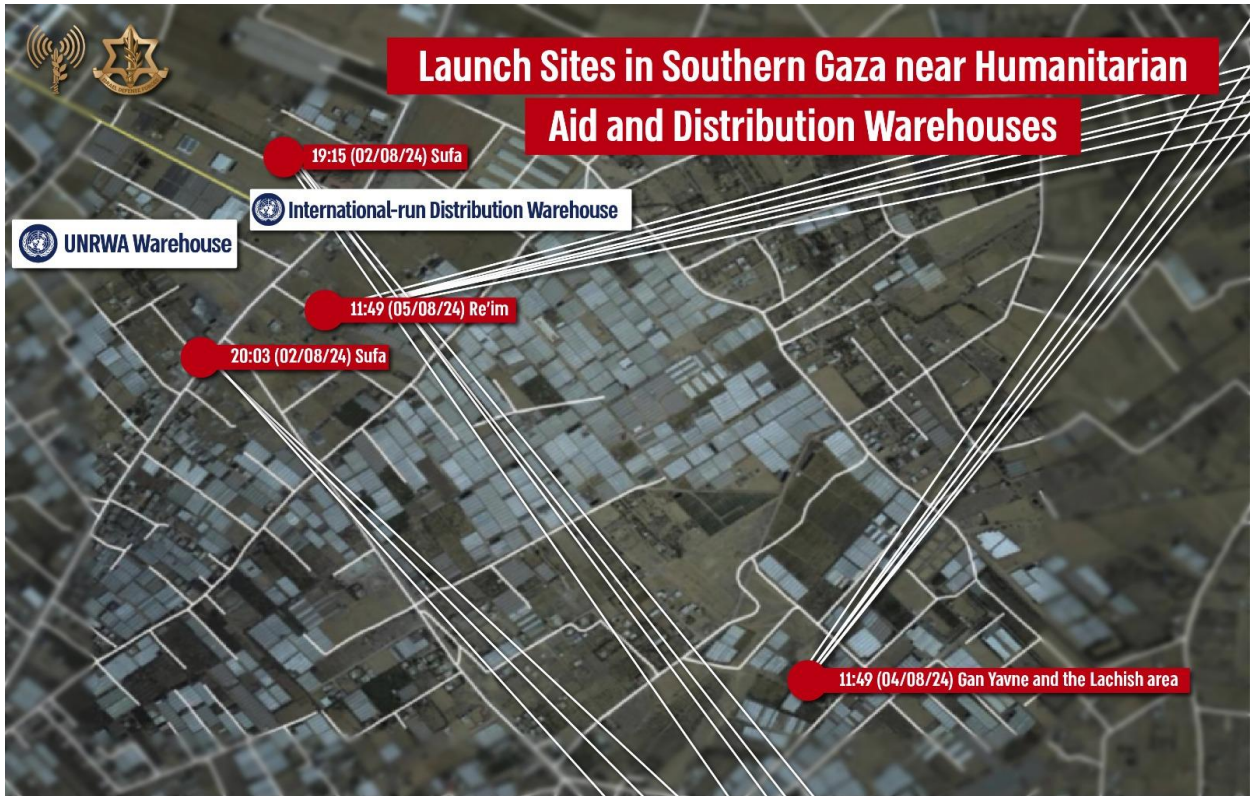 Launch Sites in Southern Gaza near Humanitarian
Aid and Distribution Warehouses
19:15 (02/08/24) Sufa
International-run Distribution Warehouse
UNRWA Warehouse
11:49 (05/08/24) Re'im
20:03 (02/08/24) Sufa
11:49 (04/08/24) Gan Yavne and the Lachish area